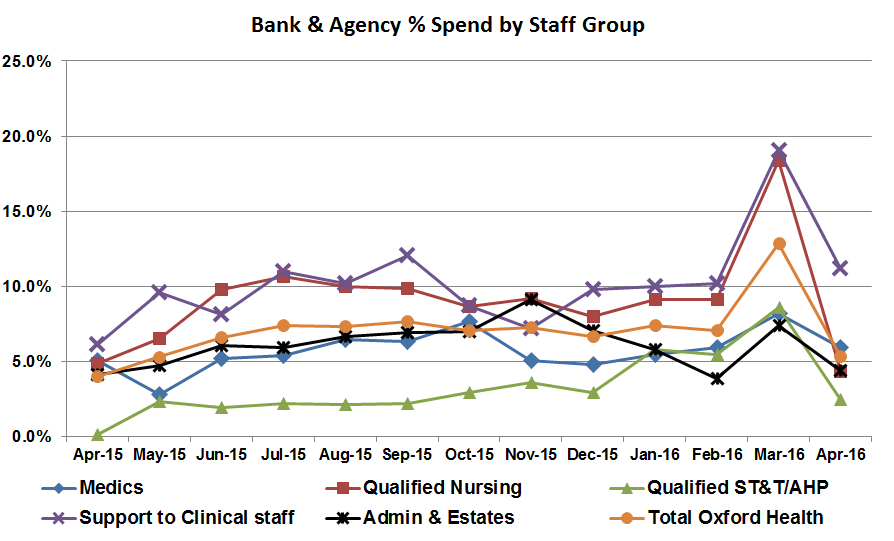 Bank & Agency % Spend by Staff Group
25.0%
20.0%
15.0%
10.0%
5.0%
0.0%
Apr-15 May-15 Jun-15 Jul-15 Aug-15 Sep-15 Oct-15 Nov-15 Dec-15 Jan-16 Feb-16 Mar-16 Apr-16
Medics Qualified Nursing Qualified ST&T/AHP
Support to Clinical staff Admin & Estates Total Oxford Health